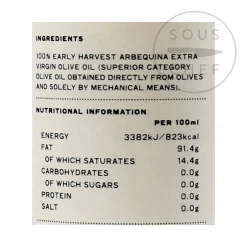 SOUS
INGREDIENTS
100% EARLY HARVEST ARBEQUINA EXTRA
VIRGIN OLIVE OIL (SUPERIOR CATEGORY
OLIVE OIL OBTAINED DIRECTLY FROM OLIVES
AND SOLELY BY MECHANICAL MEANS).
NUTRITIONAL INFORMATION
PER 100ml
ENERGY 3382kJ/823kcal
FAT 91.4g
OF WHICH SATURATES 14.4g
CARBOHYDRATES 0.0g
OF WHICH SUGARS 0.0g
PROTEIN 0.0g
SALT 0.0g